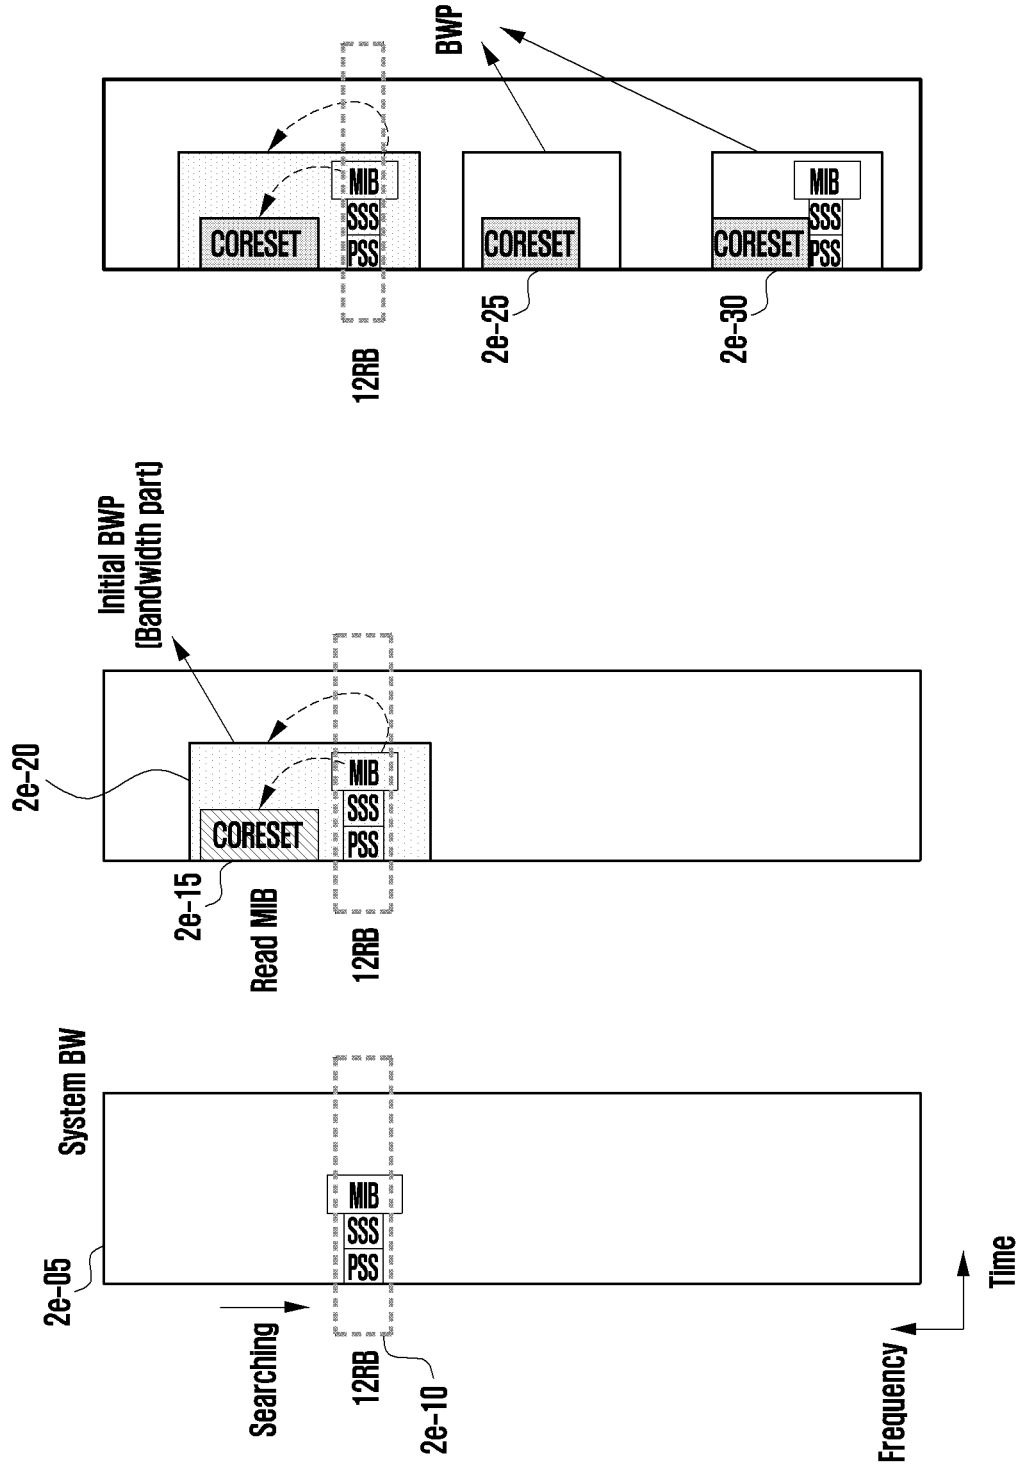 2e-05
System BW
Searching
12RB
2e-10
PSS
SSS
MIB
Frequency
Time
2e-20
Initial BWP
(Bandwidth part)
2e-15
Read MIB
CORESET
12RB
PSS
SSS
MIB
BWP
CORESET
12RB
PSS
SSS
MIB
CORESET
2e-25
CORESET
2e-30
PSS
SSS
MIB